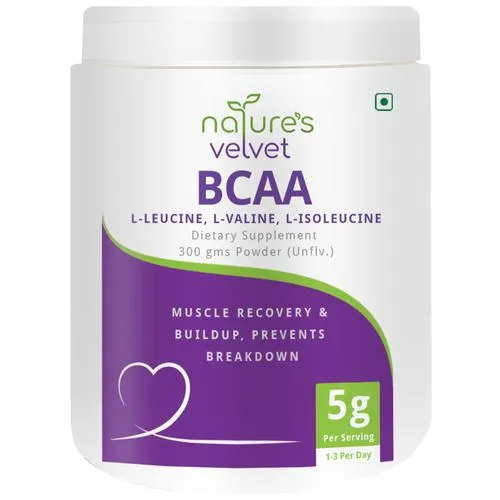 nature's
velvet
BCAA
L-LEUCINE, L-VALINE, L-ISOLEUCINE
Dietary Supplement
300 gms Powder (Unflv.)
MUSCLE RECOVERY &
BUILDUP, PREVENTS
BREAKDOWN
5g
Per Serving
1-3 Per Day